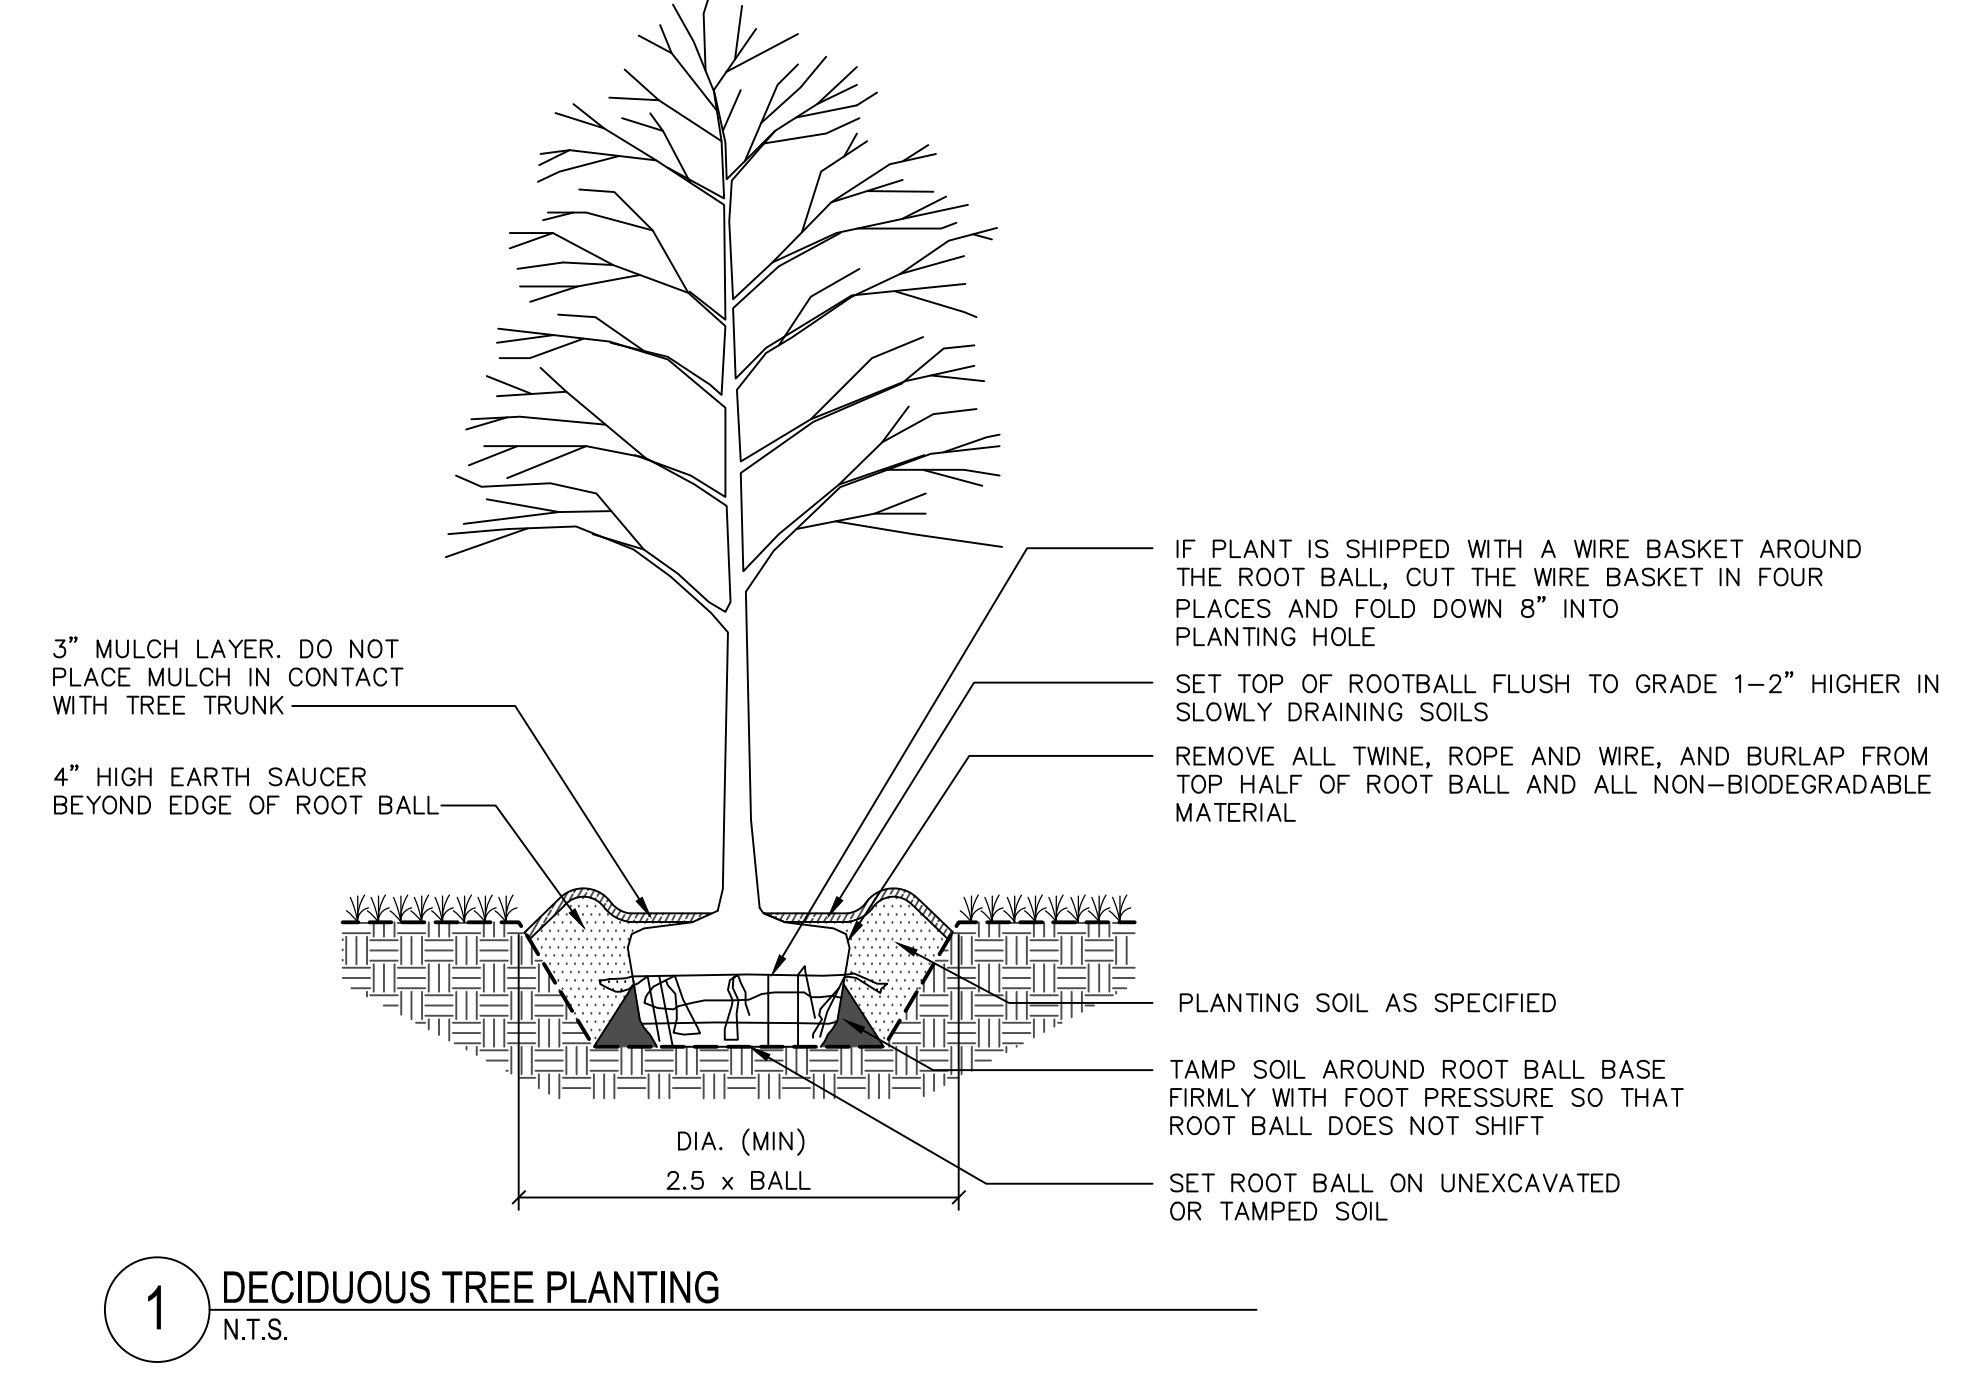 IF PLANT IS SHIPPED WITH A WIRE BASKET AROUND
THE ROOT BALL, CUT THE WIRE BASKET IN FOUR
PLACES AND FOLD DOWN 8” INTO
PLANTING HOLE
3” MULCH LAYER. DO NOT
PLACE MULCH IN CONTACT
WITH TREE TRUNK
SET TOP OF ROOTBALL FLUSH TO GRADE 1–2” HIGHER IN
SLOWLY DRAINING SOILS
4” HIGH EARTH SAUCER
BEYOND EDGE OF ROOT BALL
REMOVE ALL TWINE, ROPE AND WIRE, AND BURLAP FROM
TOP HALF OF ROOT BALL AND ALL NON–BIODEGRADABLE
MATERIAL
PLANTING SOIL AS SPECIFIED
TAMP SOIL AROUND ROOT BALL BASE
FIRMLY WITH FOOT PRESSURE SO THAT
ROOT BALL DOES NOT SHIFT
DIA. (MIN)
2.5 x BALL
SET ROOT BALL ON UNEXCAVATED
OR TAMPED SOIL
1
DECIDUOUS TREE PLANTING
N.T.S.